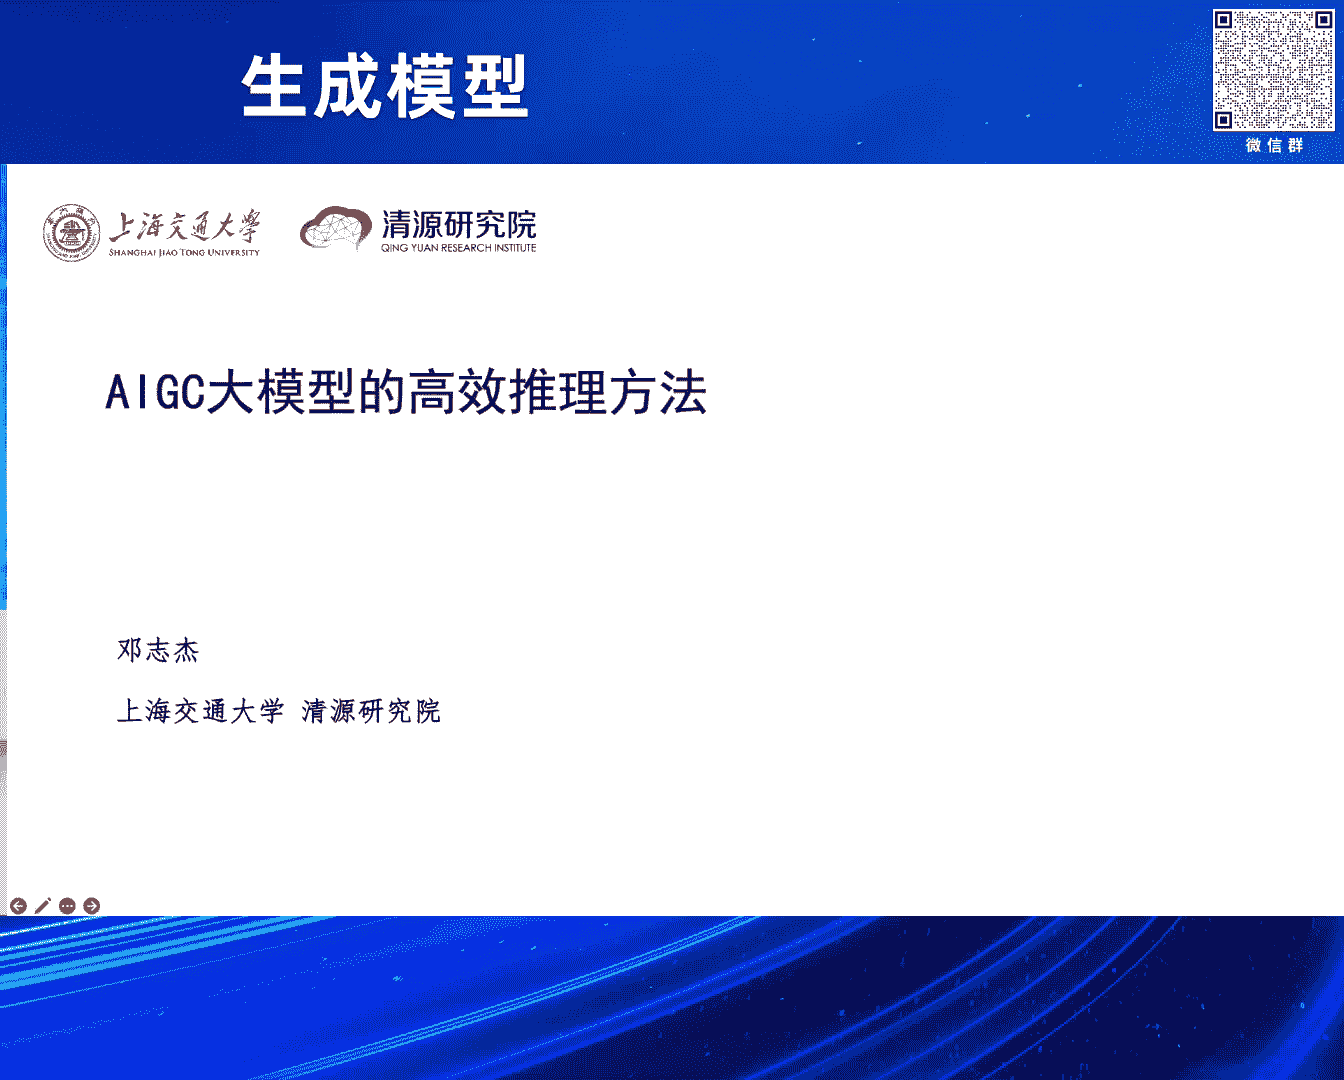 生成模型
微信群
上海交通大学
SHANGHAI JIAO TONG UNIVERSITY
清源研究院
QING YUAN RESEARCH INSTITUTE
AIGC大模型的高效推理方法
邓志杰
上海交通大学 清源研究院